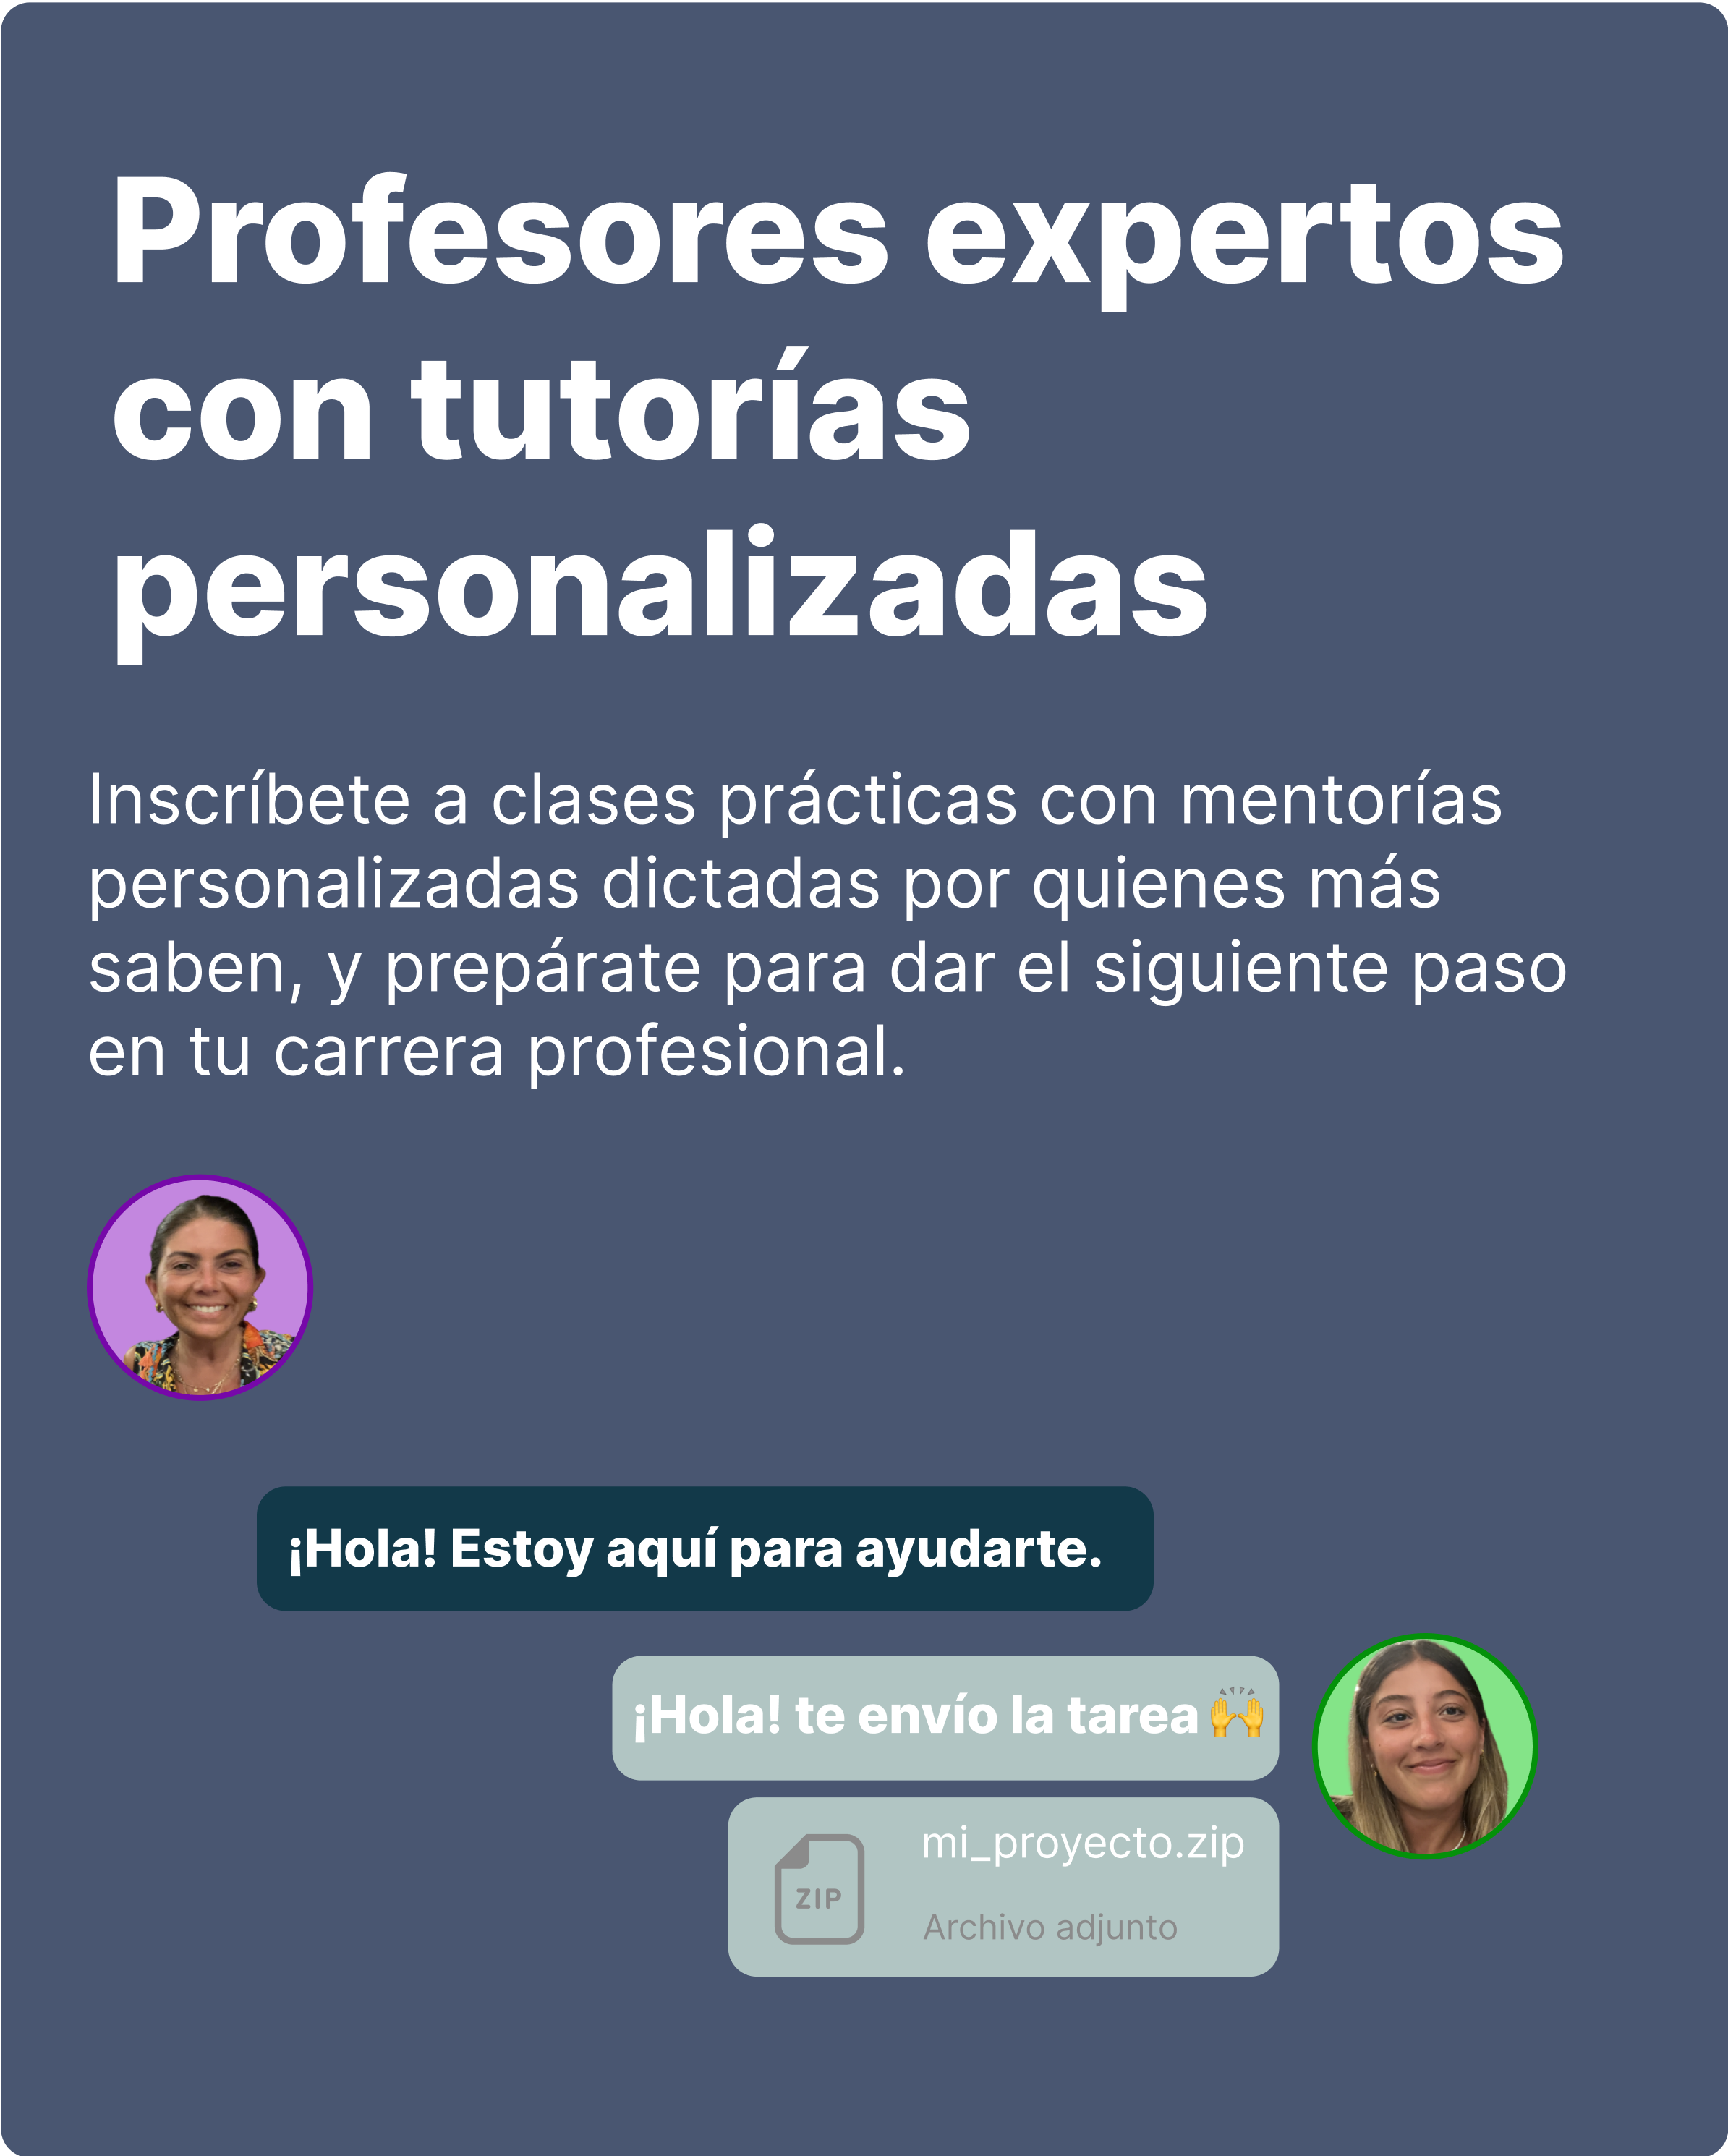 Profesores expertos
con tutorías
personalizadas
Inscríbete a clases prácticas con mentorías
personalizadas dictadas por quienes más
saben, y prepárate para dar el siguiente paso
en tu carrera profesional.
¡Hola! Estoy aquí para ayudarte.
¡Hola! te envío la tarea 🙌
mi_proyecto.zip
ZIP
Archivo adjunto